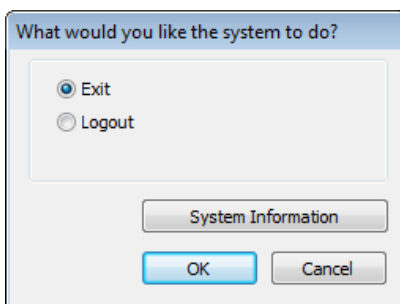 What would you like the system to do?
Exit
Logout
System Information
OK Cancel